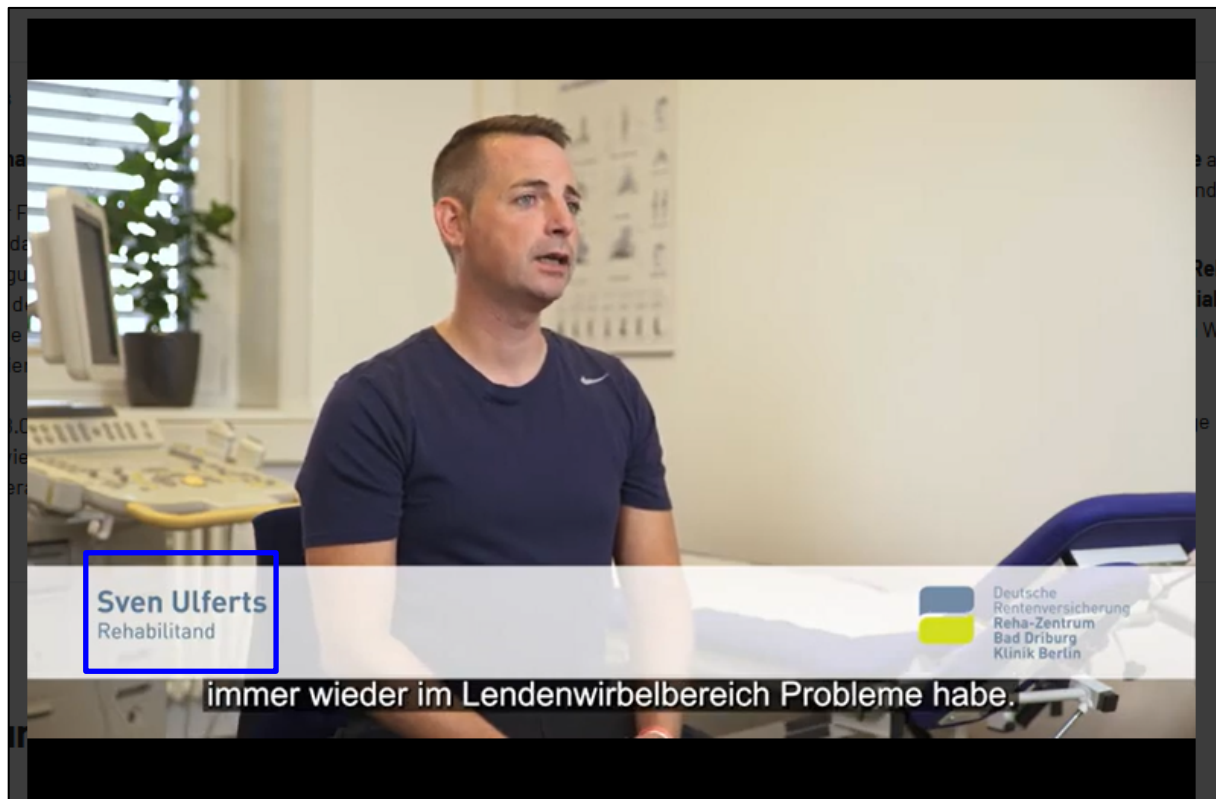 Sven Ulferts
Rehabilitand
Deutsche
Rentenversicherung
Reha-Zentrum
Bad Driburg
Klinik Berlin
immer wieder im Lendenwirbelbereich Probleme habe.